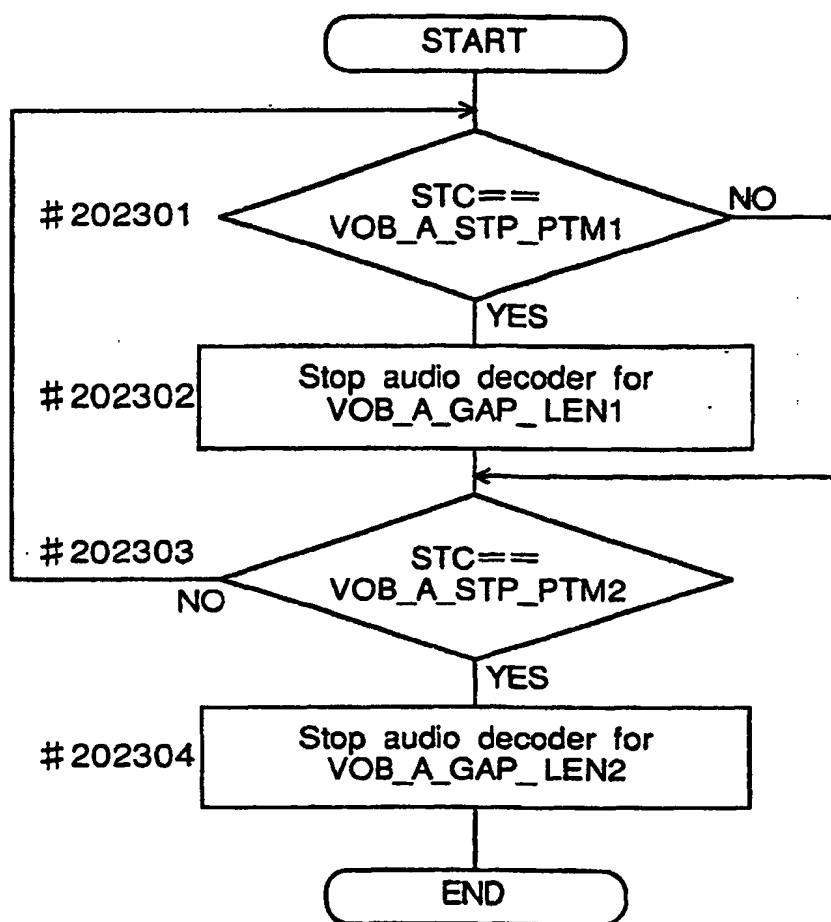 START
STC==
VOB_A_STP_PTM1
NO
#202301
YES
Stop audio decoder for
VOB_A_GAP_LEN1
#202302
#202303
STC==
VOB_A_STP_PTM2
NO
YES
Stop audio decoder for
VOB_A_GAP_LEN2
#202304
END